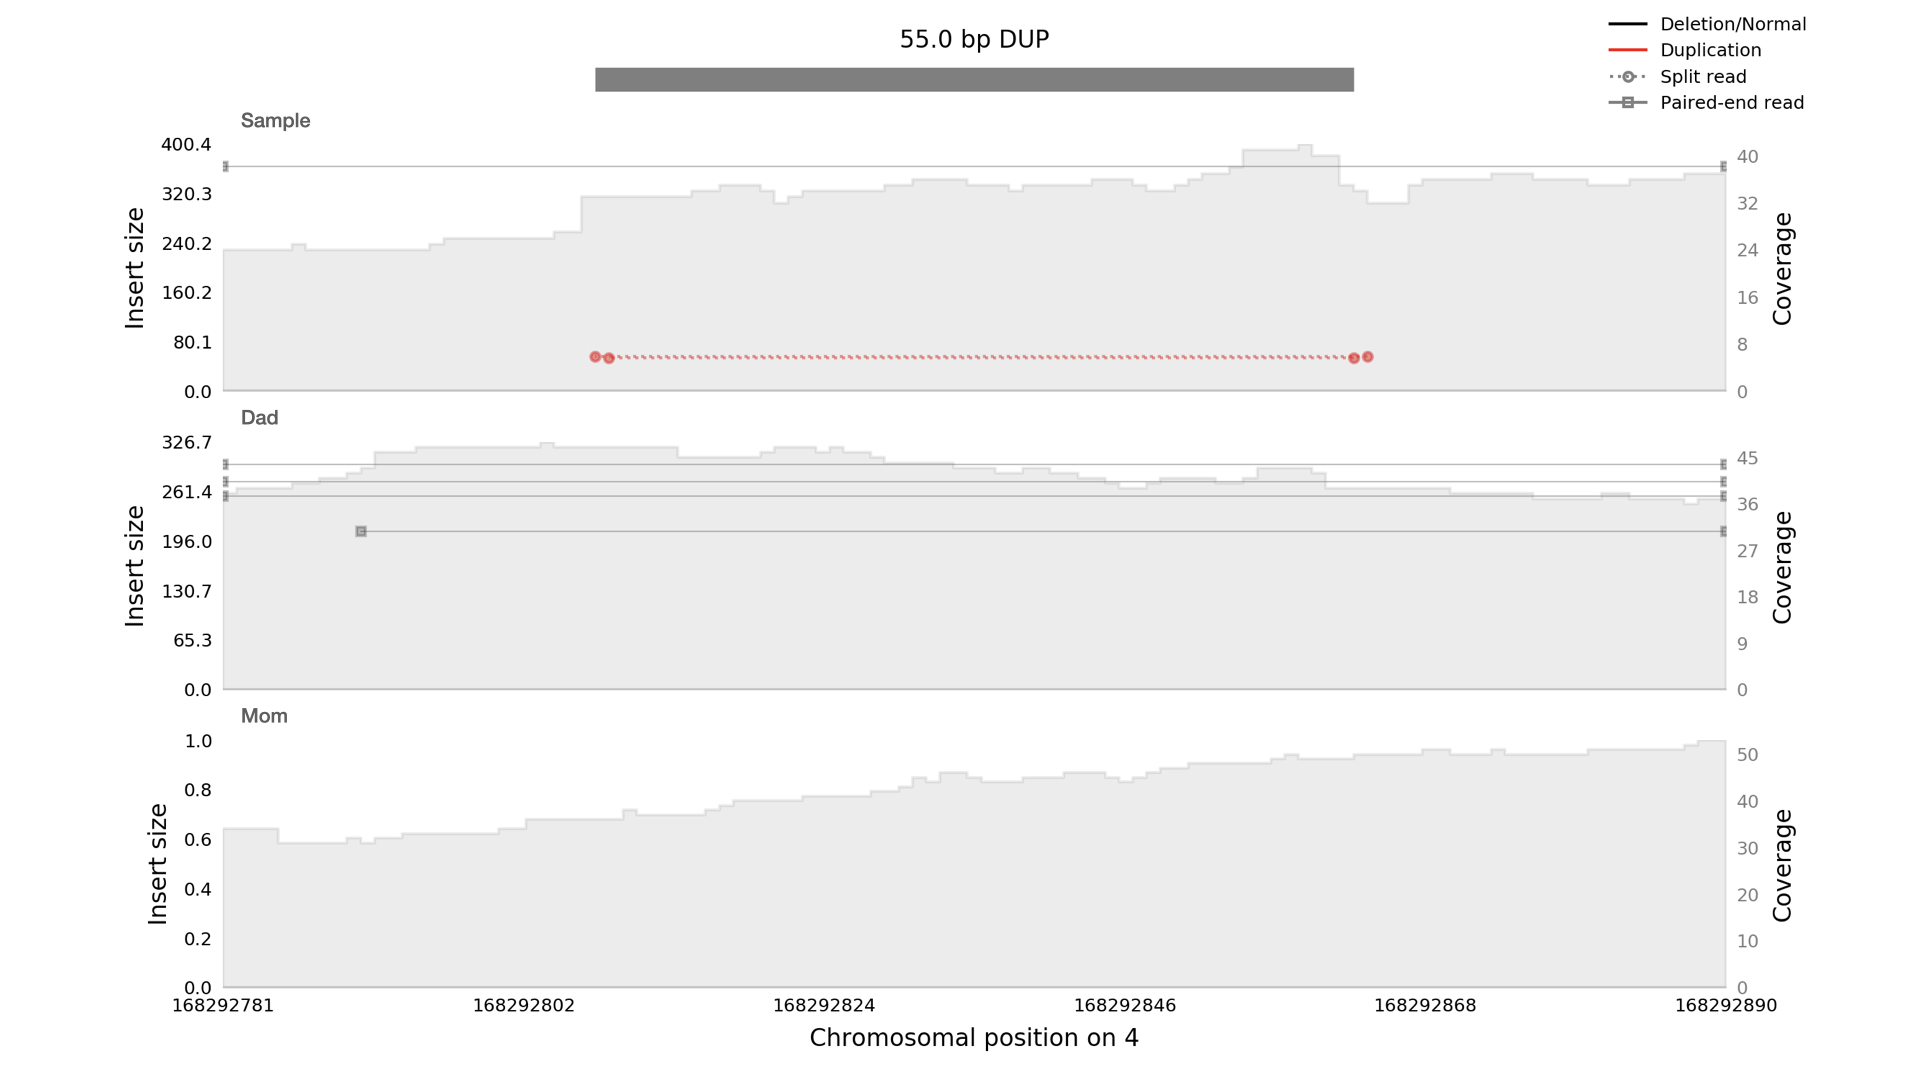 55.0 bp DUP
Deletion/Normal
Duplication
Split read
Paired-end read
Sample
400.4
320.3
240.2
160.2
80.1
0.0
Insert size
40
32
24
16
8
0
Coverage
Dad
326.7
261.4
196.0
130.7
65.3
0.0
Insert size
45
36
27
18
9
0
Coverage
Mom
1.0
0.8
0.6
0.4
0.2
0.0
Insert size
50
40
30
20
10
0
Coverage
168292781 168292802 168292824 168292846 168292868 168292890
Chromosomal position on 4